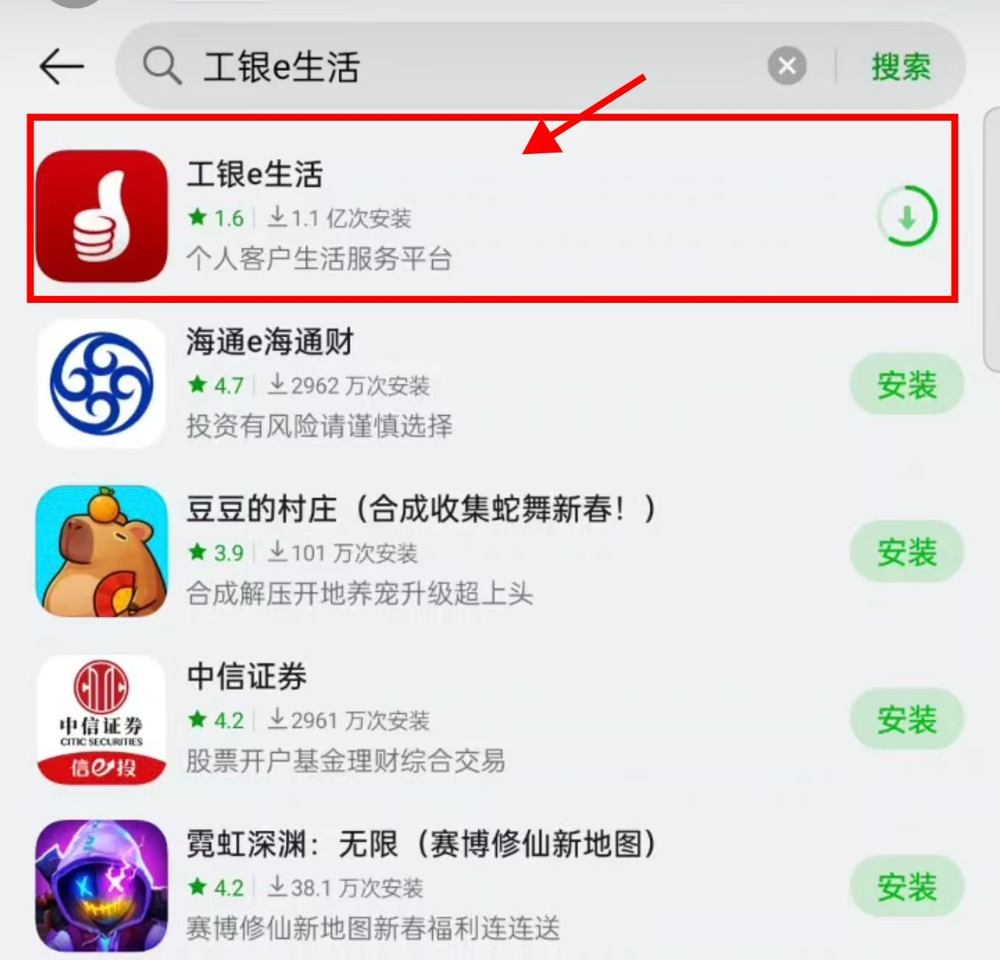 工银e生活
搜索
工银e生活
1.6
1.1 亿次安装
个人客户生活服务平台
海通e海通财
4.7
2962 万次安装
投资有风险请谨慎选择
安装
豆豆的村庄（合成收集蛇舞新春！）
3.9
101 万次安装
合成解压开地养宠升级超上头
安装
中信证券
CITIC SECURITIES
信e投
中信证券
4.2
2961 万次安装
股票开户基金理财综合交易
安装
霓虹深渊：无限（赛博修仙新地图）
4.2
38.1 万次安装
赛博修仙新地图新春福利连连送
安装